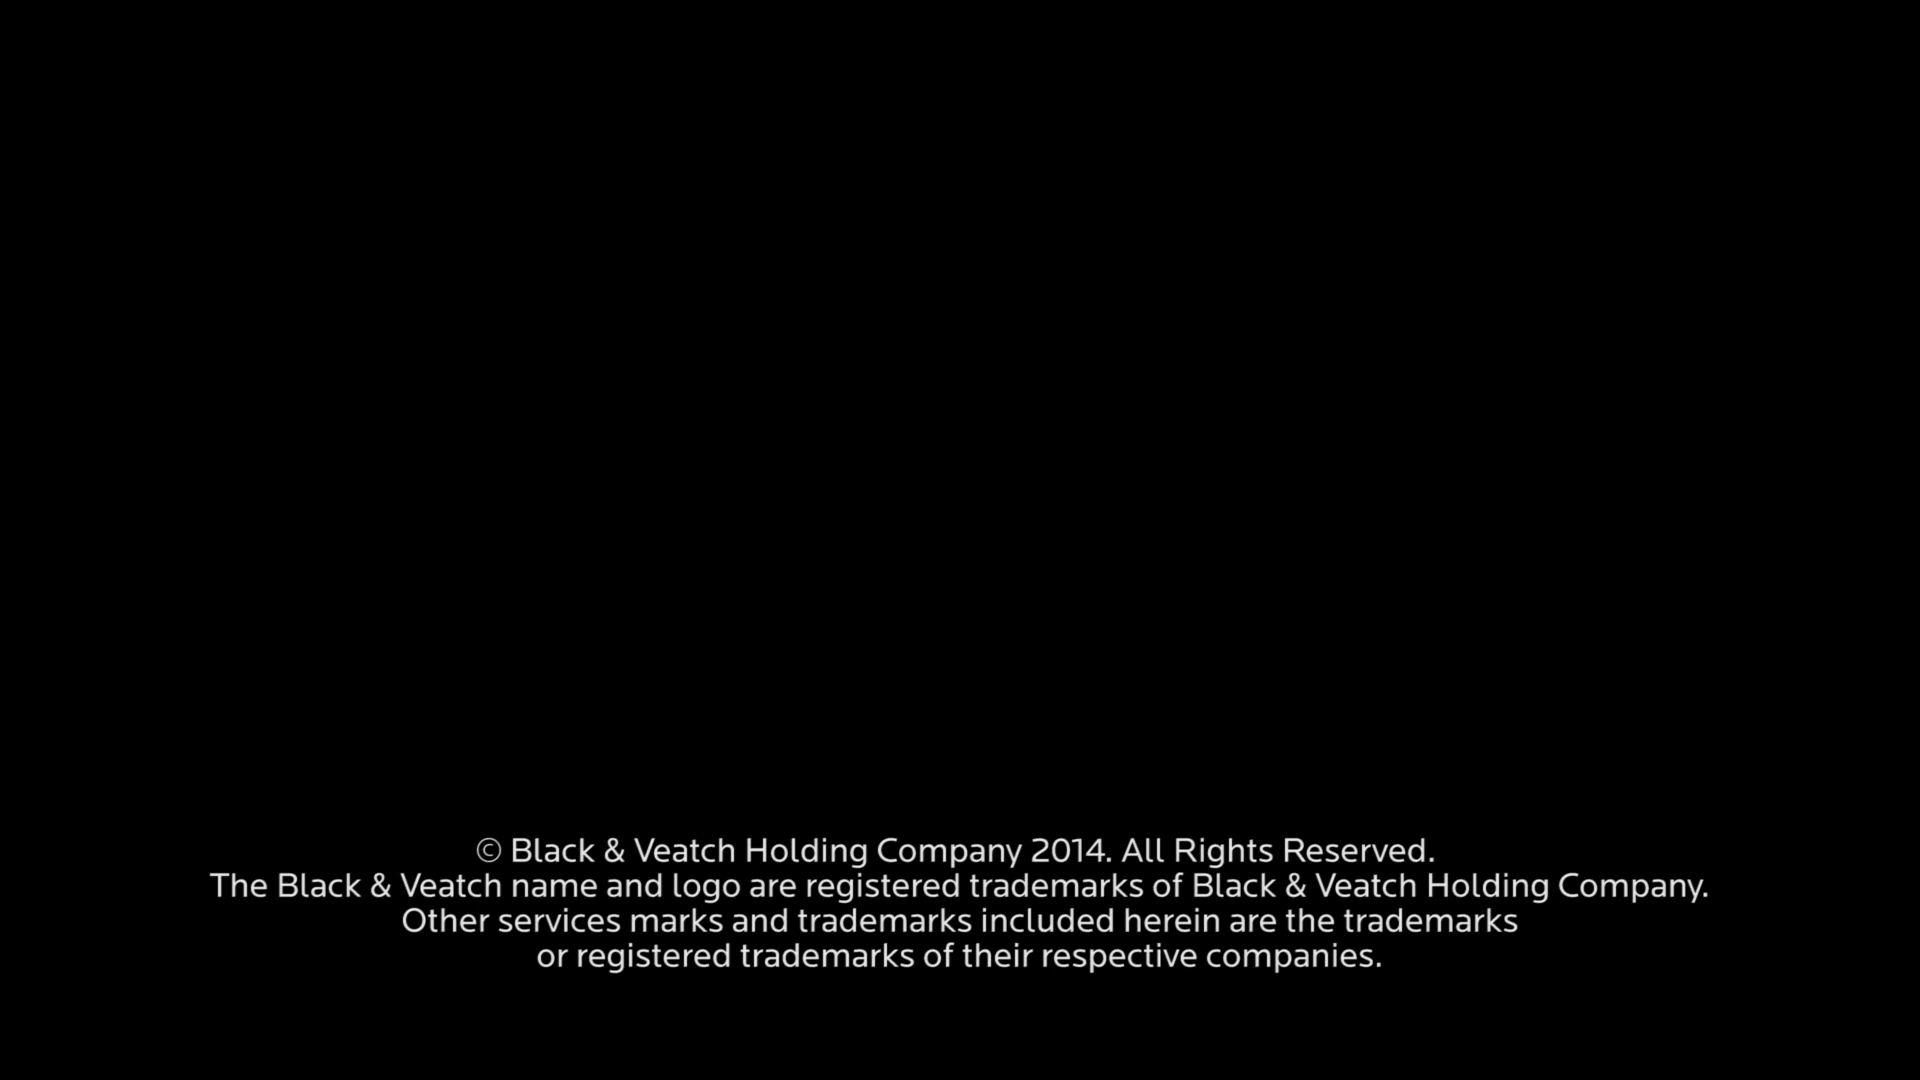 © Black & Veatch Holding Company 2014. All Rights Reserved.
The Black & Veatch name and logo are registered trademarks of Black & Veatch Holding Company.
Other services marks and trademarks included herein are the trademarks
or registered trademarks of their respective companies.